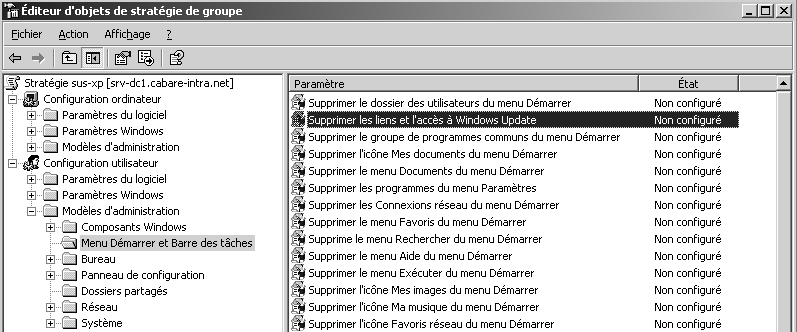 Éditeur d'objets de stratégie de groupe
Fichier Action Affichage ?
Stratégie sus-xp [srv-dc1.cabare-intra.net]
Configuration ordinateur
Paramètres du logiciel
Paramètres Windows
Modèles d'administration
Configuration utilisateur
Paramètres du logiciel
Paramètres Windows
Modèles d'administration
Composants Windows
Menu Démarrer et Barre des tâches
Bureau
Panneau de configuration
Dossiers partagés
Réseau
Système
Paramètre État
Supprimer le dossier des utilisateurs du menu Démarrer Non configuré
Supprimer les liens et l'accès à Windows Update Non configuré
Supprimer le groupe de programmes communs du menu Démarrer Non configuré
Supprimer l'icône Mes documents du menu Démarrer Non configuré
Supprimer le menu Documents du menu Démarrer Non configuré
Supprimer les programmes du menu Paramètres Non configuré
Supprimer les Connexions réseau du menu Démarrer Non configuré
Supprimer le menu Favoris du menu Démarrer Non configuré
Supprime le menu Rechercher du menu Démarrer Non configuré
Supprimer le menu Aide du menu Démarrer Non configuré
Supprimer le menu Exécuter du menu Démarrer Non configuré
Supprimer l'icône Mes images du menu Démarrer Non configuré
Supprimer l'icône Ma musique du menu Démarrer Non configuré
Supprimer l'icône Favoris réseau du menu Démarrer Non configuré